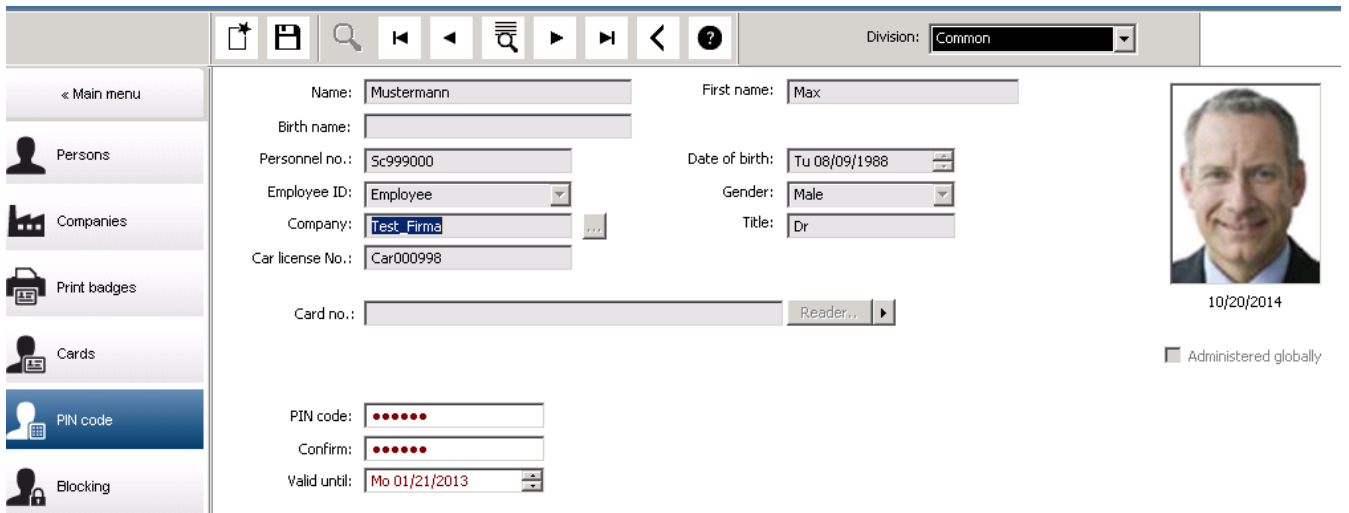 Division: Common
« Main menu
Name: Mustermann First name: Max
Birth name:
Persons
Personnel no.: Sc999000 Date of birth: Tu 08/09/1988
Employee ID: Employee Gender: Male
Companies
Company: Test_Firma ... Title: Dr
Car license No.: Car000998
Print badges
Card no.: Reader..
10/20/2014
Cards
Administered globally
PIN code
PIN code: ●●●●●●
Confirm: ●●●●●●
Valid until: Mo 01/21/2013
Blocking